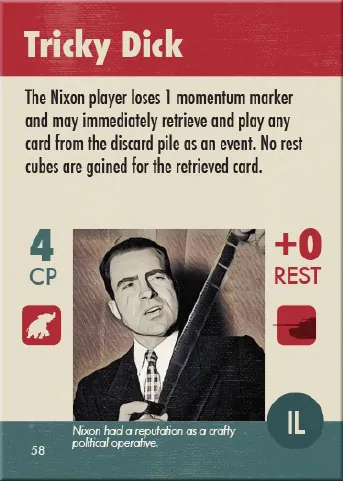 Tricky Dick
The Nixon player loses 1 momentum marker
and may immediately retrieve and play any
card from the discard pile as an event. No rest
cubes are gained for the retrieved card.
4
CP
+0
REST
IL
Nixon had a reputation as a crafty
political operative.
58